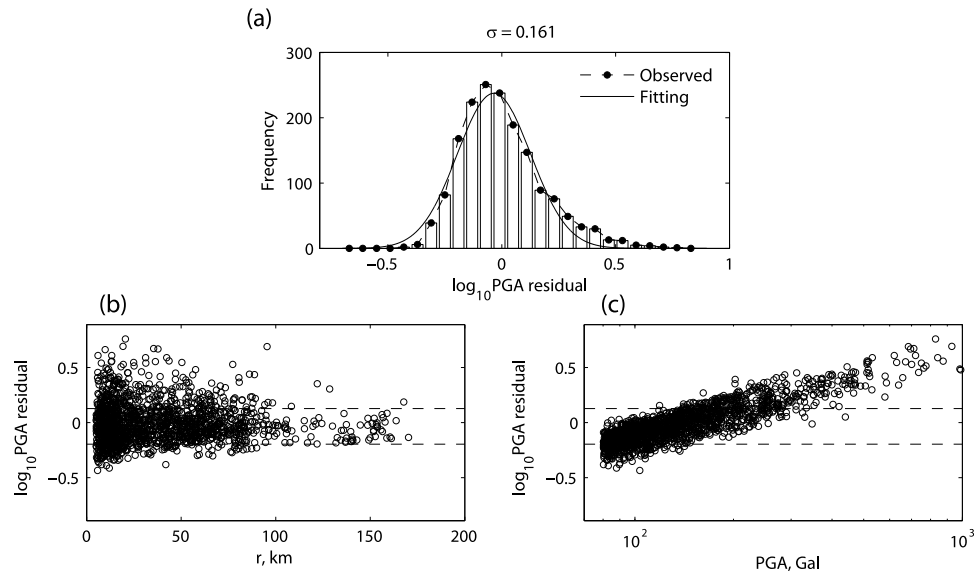 (a)
σ = 0.161
300
200
100
0
Frequency
Observed
Fitting
−0.5
0
0.5
1
log10PGA residual
(b)
0.5
0
−0.5
log10PGA residual
0
50
100
150
200
r, km
(c)
0.5
0
−0.5
log10PGA residual
10²
10³
PGA, Gal